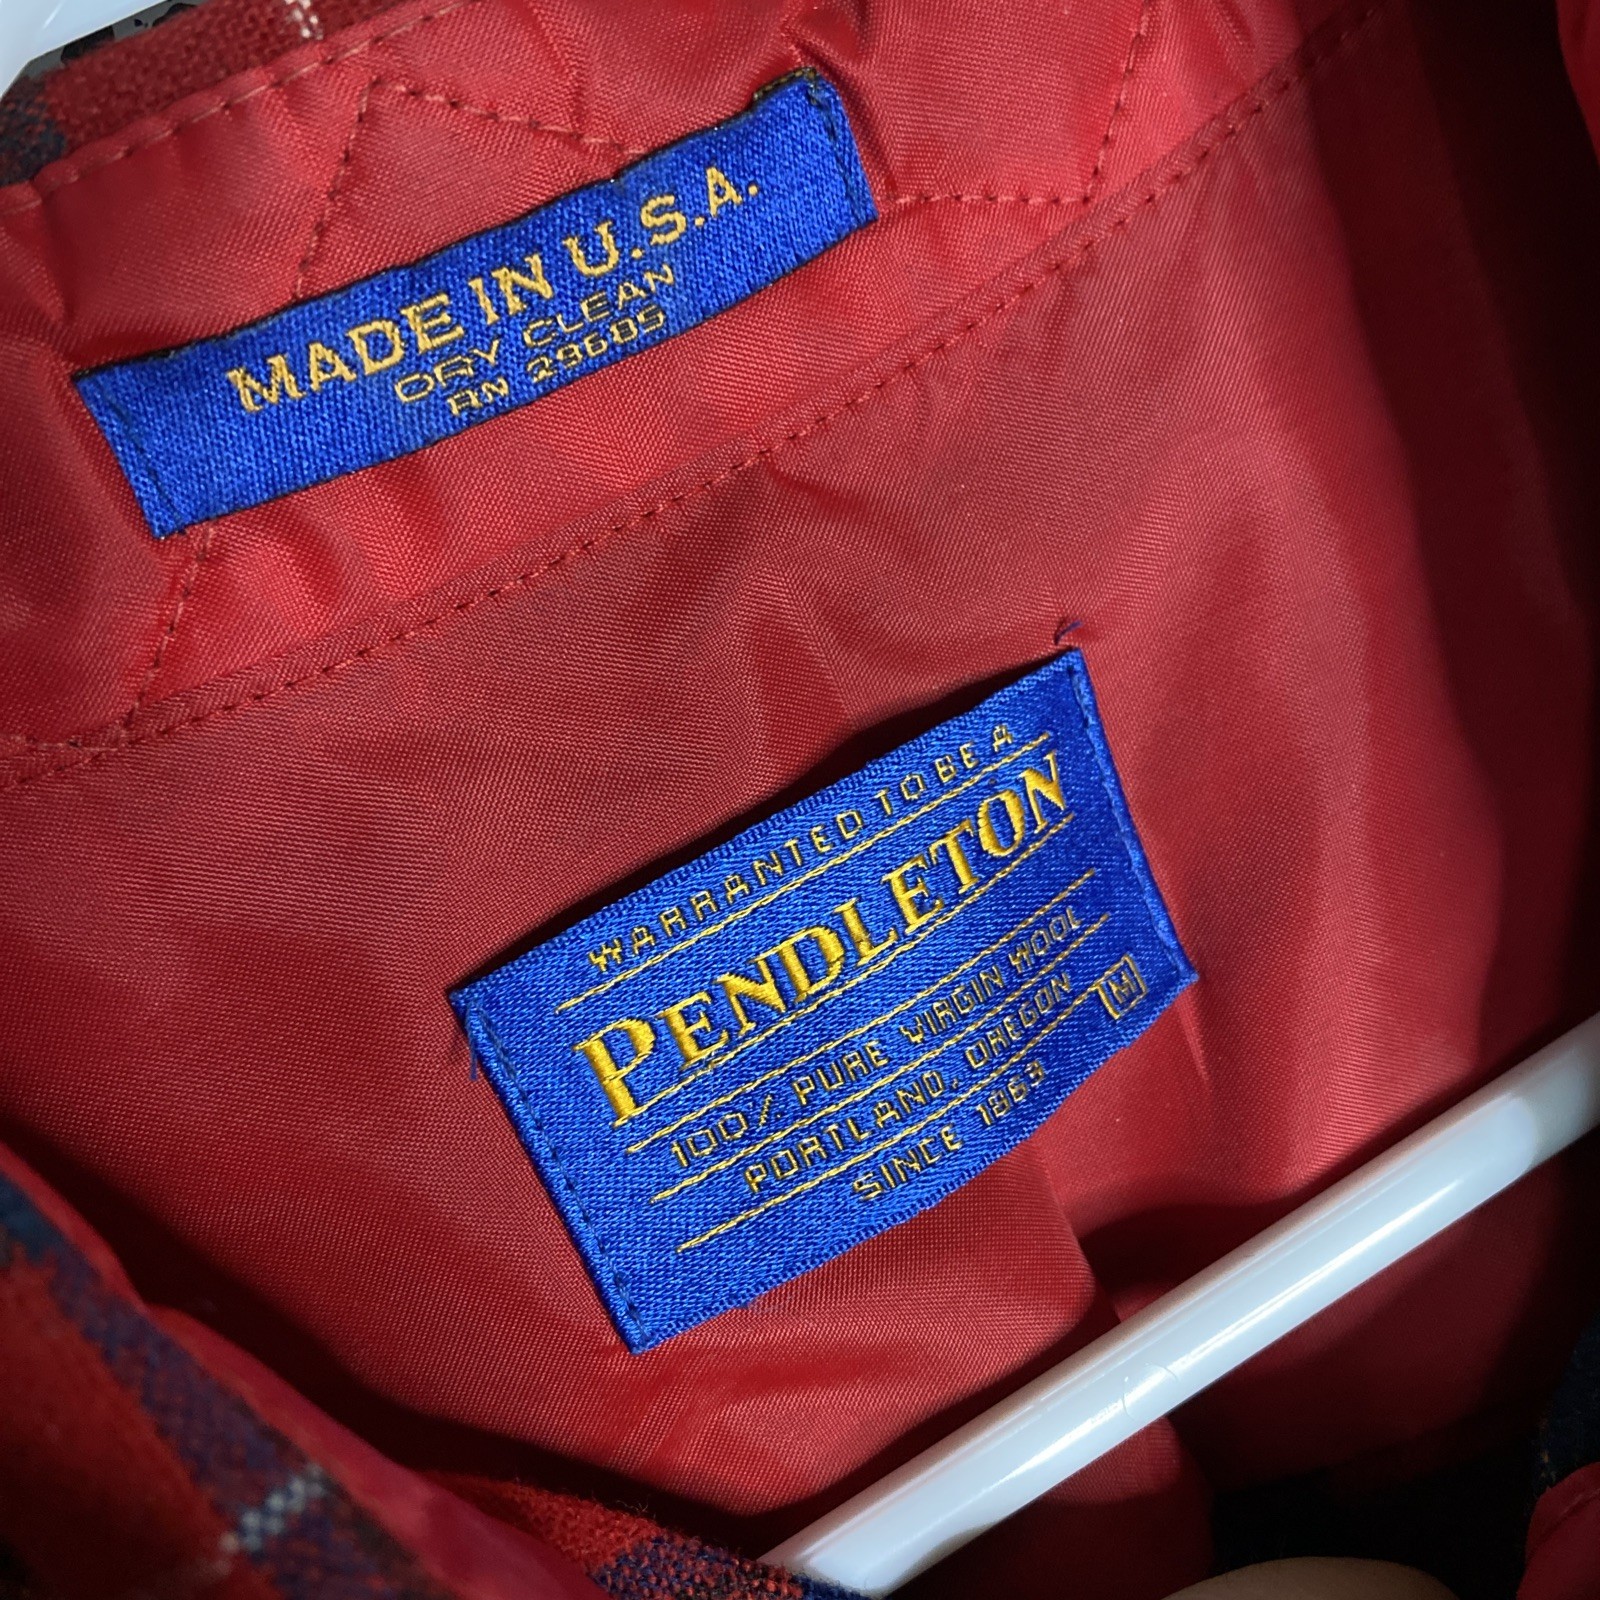 MADE IN U.S.A.
DRY CLEAN
RN 29685
WARRANTED TO BE A
PENDLETON
100% PURE VIRGIN WOOL
PORTLAND, OREGON
SINCE 1863
M